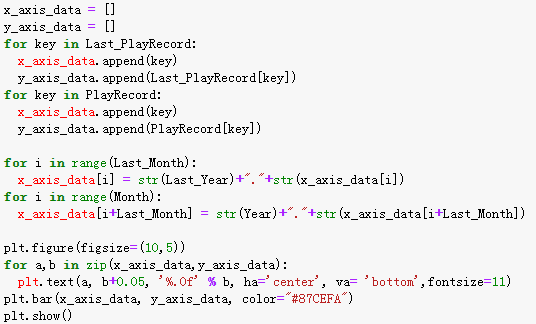 x_axis_data = []
y_axis_data = []
for key in Last_PlayRecord:
  x_axis_data.append(key)
  y_axis_data.append(Last_PlayRecord[key])
for key in PlayRecord:
  x_axis_data.append(key)
  y_axis_data.append(PlayRecord[key])

for i in range(Last_Month):
  x_axis_data[i] = str(Last_Year)+"."+str(x_axis_data[i])
for i in range(Month):
  x_axis_data[i+Last_Month] = str(Year)+"."+str(x_axis_data[i+Last_Month])

plt.figure(figsize=(10,5))
for a,b in zip(x_axis_data,y_axis_data):
  plt.text(a, b+0.05, '%.0f' % b, ha='center', va= 'bottom',fontsize=11)
plt.bar(x_axis_data, y_axis_data, color="#87CEFA")
plt.show()